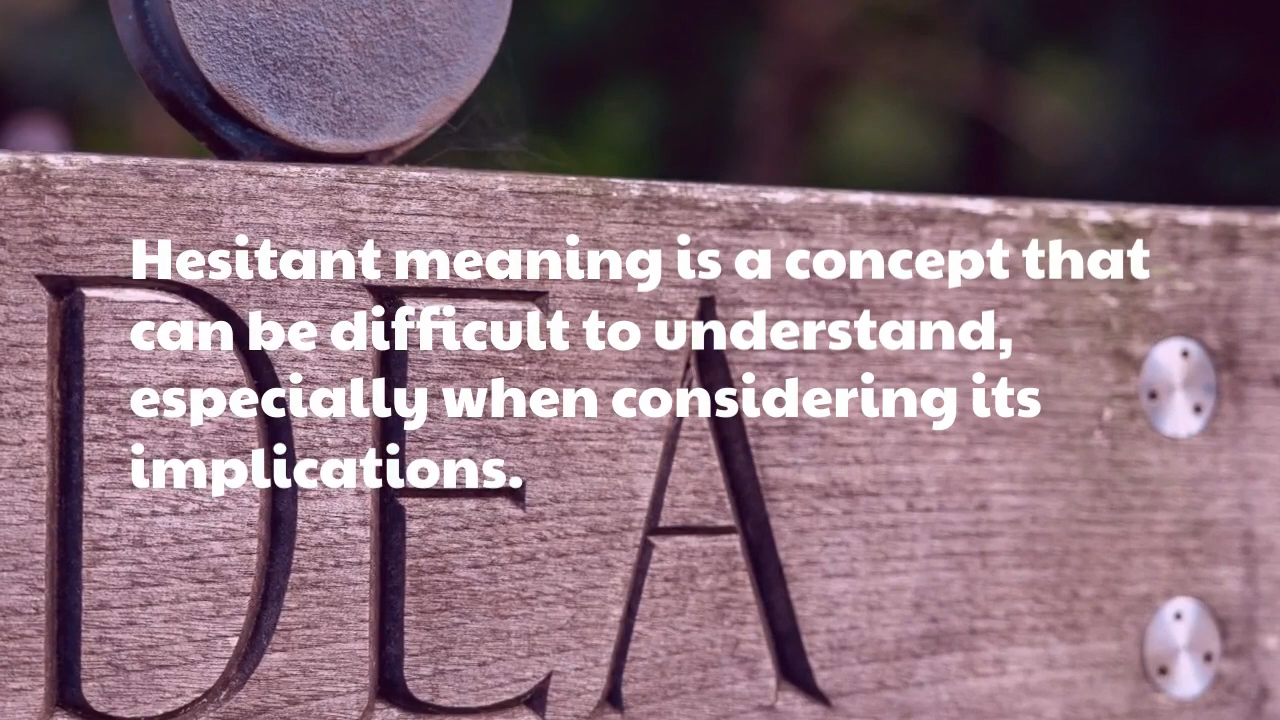 Hesitant meaning is a concept that
can be difficult to understand,
especially when considering its
implications.
DEA